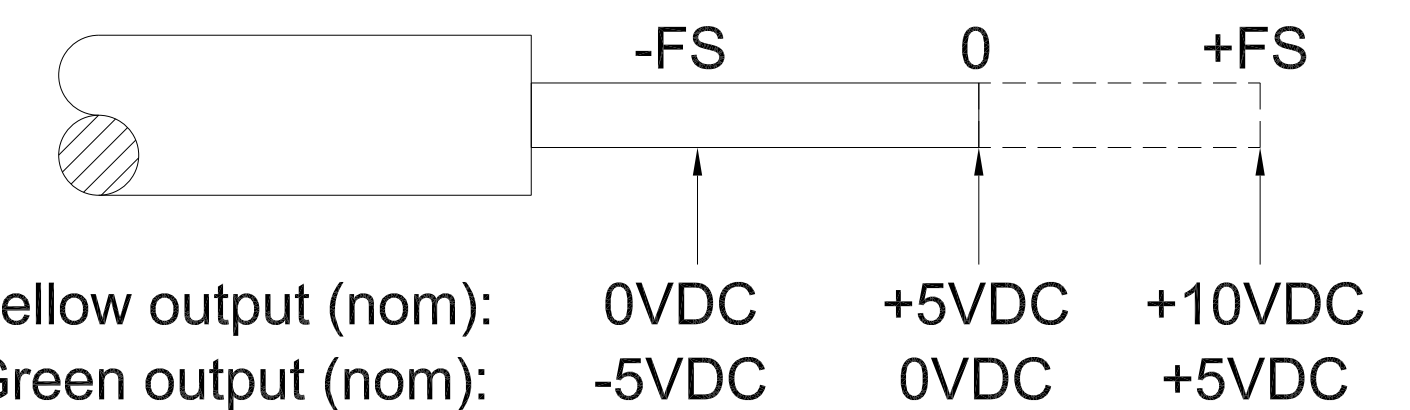 -FS 0 +FS
ellow output (nom): 0VDC +5VDC +10VDC
Green output (nom): -5VDC 0VDC +5VDC